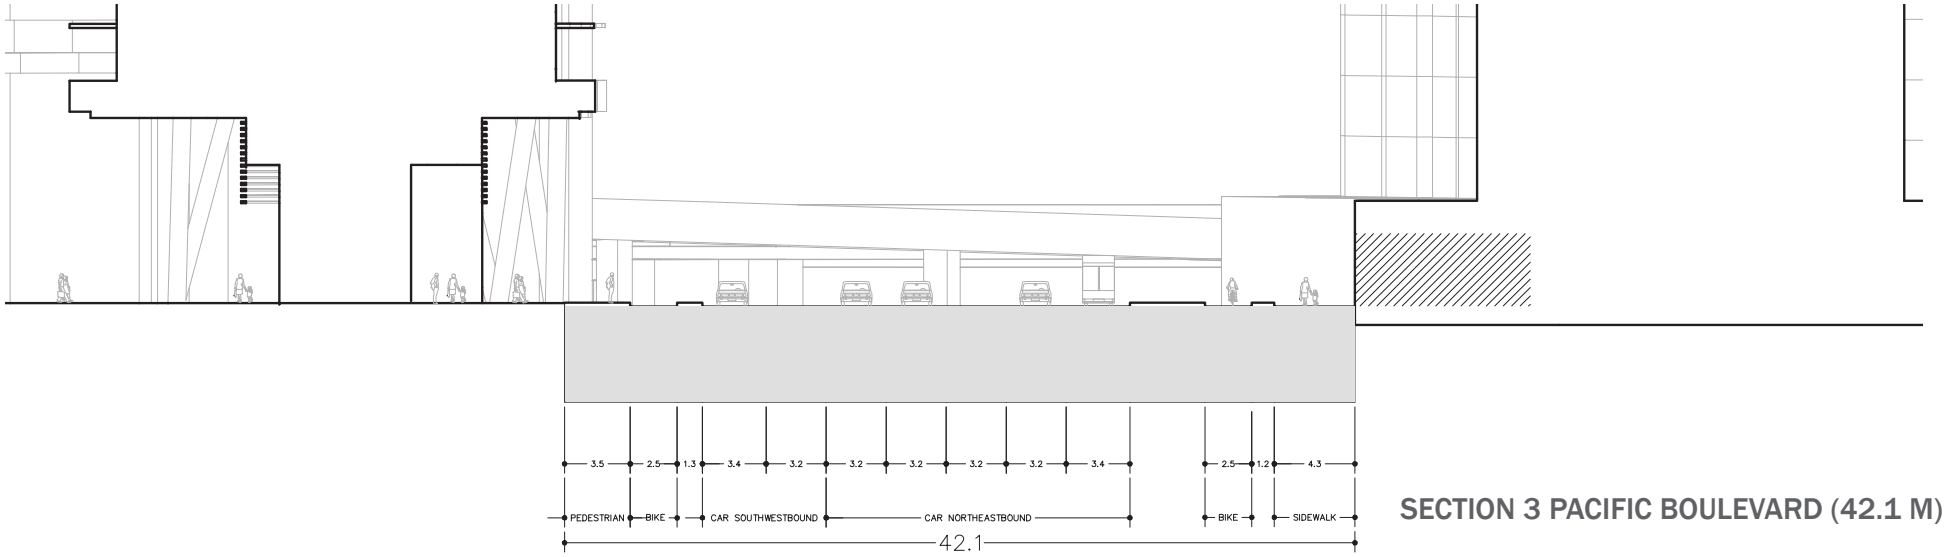 3.5 2.5 1.3 3.4 3.2 3.2 3.2 3.2 3.2 3.4 2.5 1.2 4.3
PEDESTRIAN BIKE CAR SOUTHWESTBOUND CAR NORTHEASTBOUND BIKE SIDEWALK
42.1
SECTION 3 PACIFIC BOULEVARD (42.1 M)